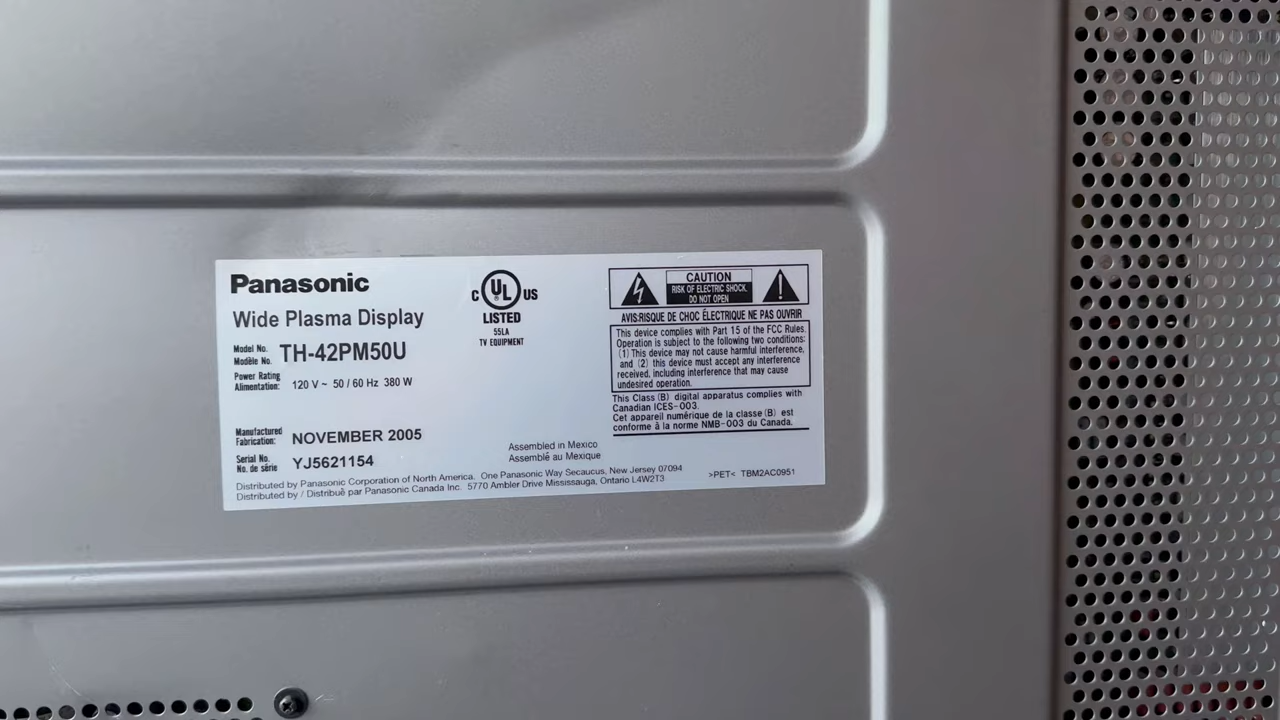 Panasonic
Wide Plasma Display
Model No.
Modèle No.
TH-42PM50U
Power Rating
Alimentation:
120 V ~ 50 / 60 Hz 380 W
Manufactured
Fabrication:
NOVEMBER 2005
Serial No.
No. de série
YJ5621154
C UL US
LISTED
55LA
TV EQUIPMENT
Assembled in Mexico
Assemblé au Mexique
CAUTION
RISK OF ELECTRIC SHOCK.
DO NOT OPEN
AVIS:RISQUE DE CHOC ÉLECTRIQUE NE PAS OUVRIR
This device complies with Part 15 of the FCC Rules.
Operation is subject to the following two conditions:
(1) This device may not cause harmful interference,
and (2) this device must accept any interference
received, including interference that may cause
undesired operation.
This Class (B) digital apparatus complies with
Canadian ICES-003.
Cet appareil numérique de la classe (B) est
conforme à la norme NMB-003 du Canada.
Distributed by Panasonic Corporation of North America. One Panasonic Way Secaucus, New Jersey 07094
Distributed by / Distribué par Panasonic Canada Inc. 5770 Ambler Drive Mississauga, Ontario L4W2T3
>PET< TBM2AC0951